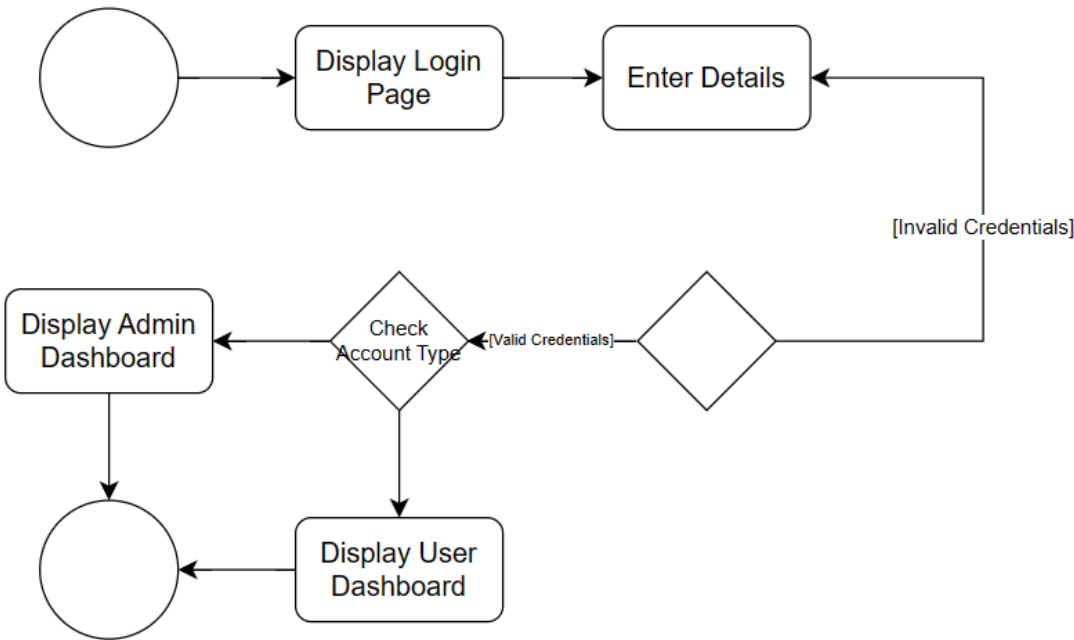 Display Login
Page
Enter Details
[Invalid Credentials]
Display Admin
Dashboard
Check
Account Type
[Valid Credentials]
Display User
Dashboard